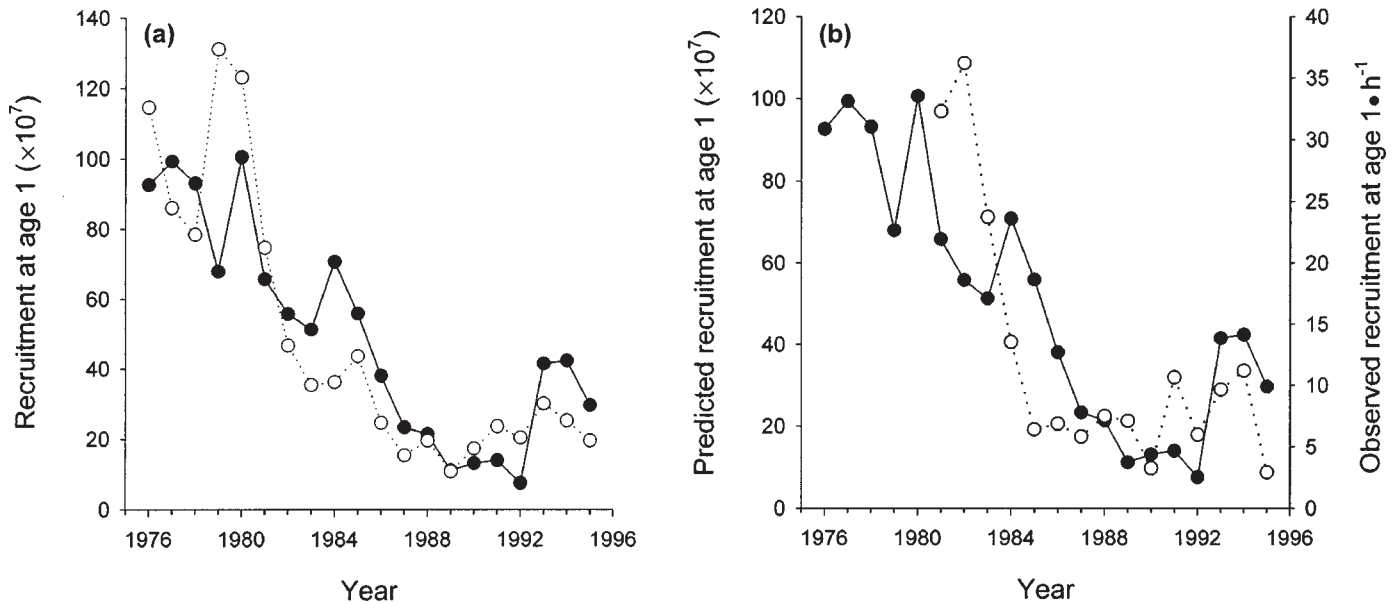 (a)
Recruitment at age 1 (×10⁷)
140
120
100
80
60
40
20
0
1976 1980 1984 1988 1992 1996
Year
(b)
Predicted recruitment at age 1 (×10⁷)
120
100
80
60
40
20
0
40
35
30
25
20
15
10
5
0
Observed recruitment at age 1•h⁻¹
1976 1980 1984 1988 1992 1996
Year